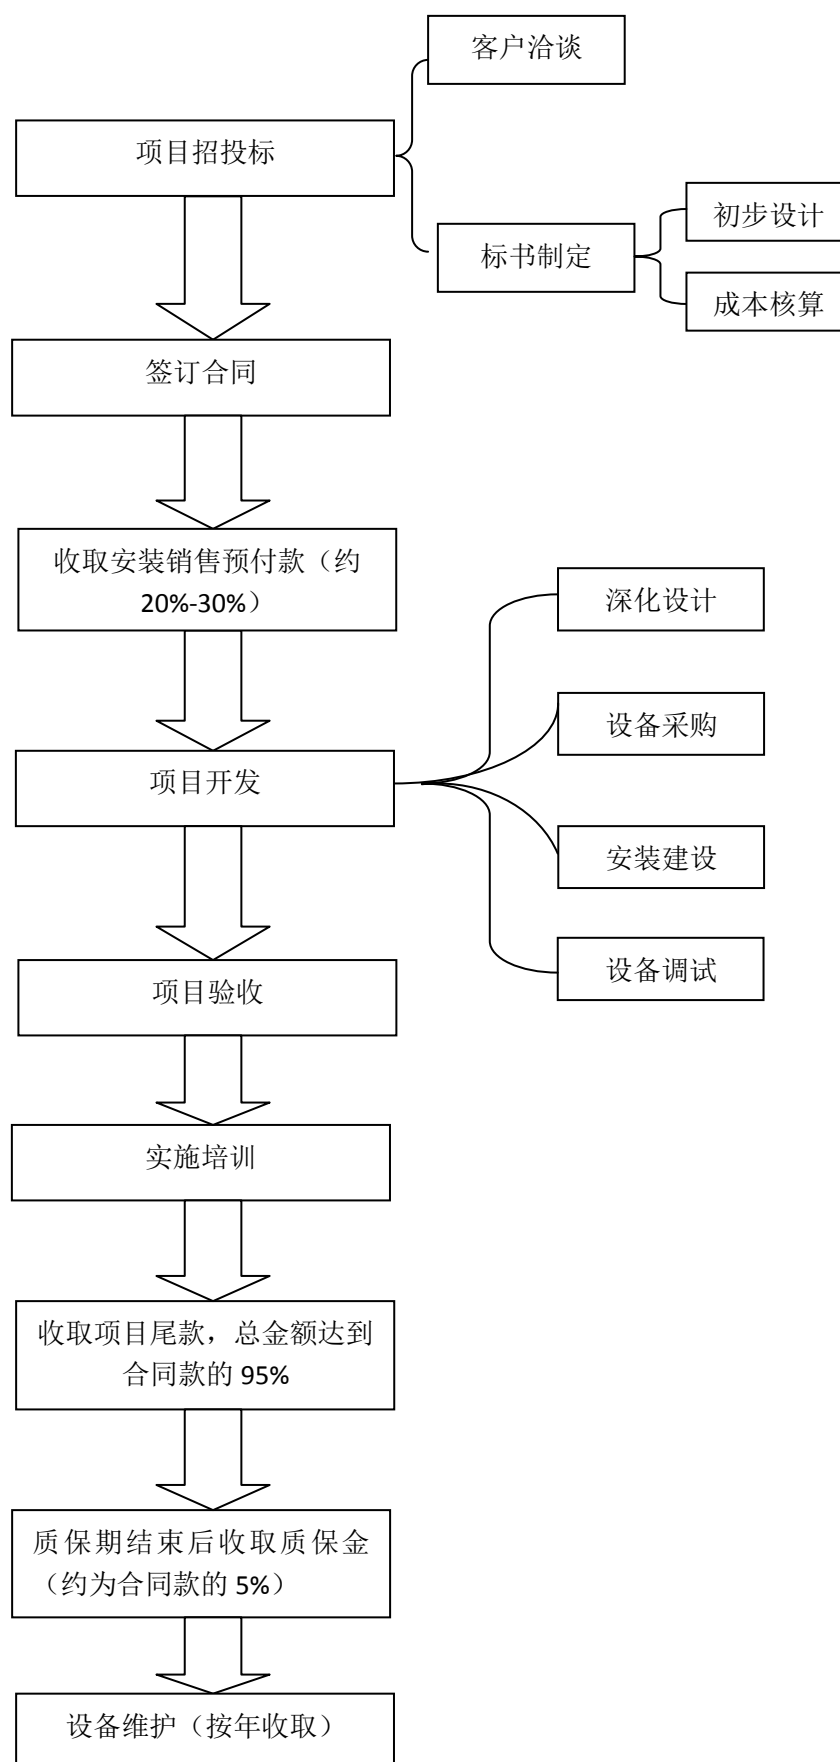 客户洽谈
项目招投标
初步设计
标书制定
成本核算
签订合同
收取安装销售预付款（约
20%-30%）
深化设计
设备采购
项目开发
安装建设
设备调试
项目验收
实施培训
收取项目尾款，总金额达到
合同款的 95%
质保期结束后收取质保金
（约为合同款的 5%）
设备维护（按年收取）